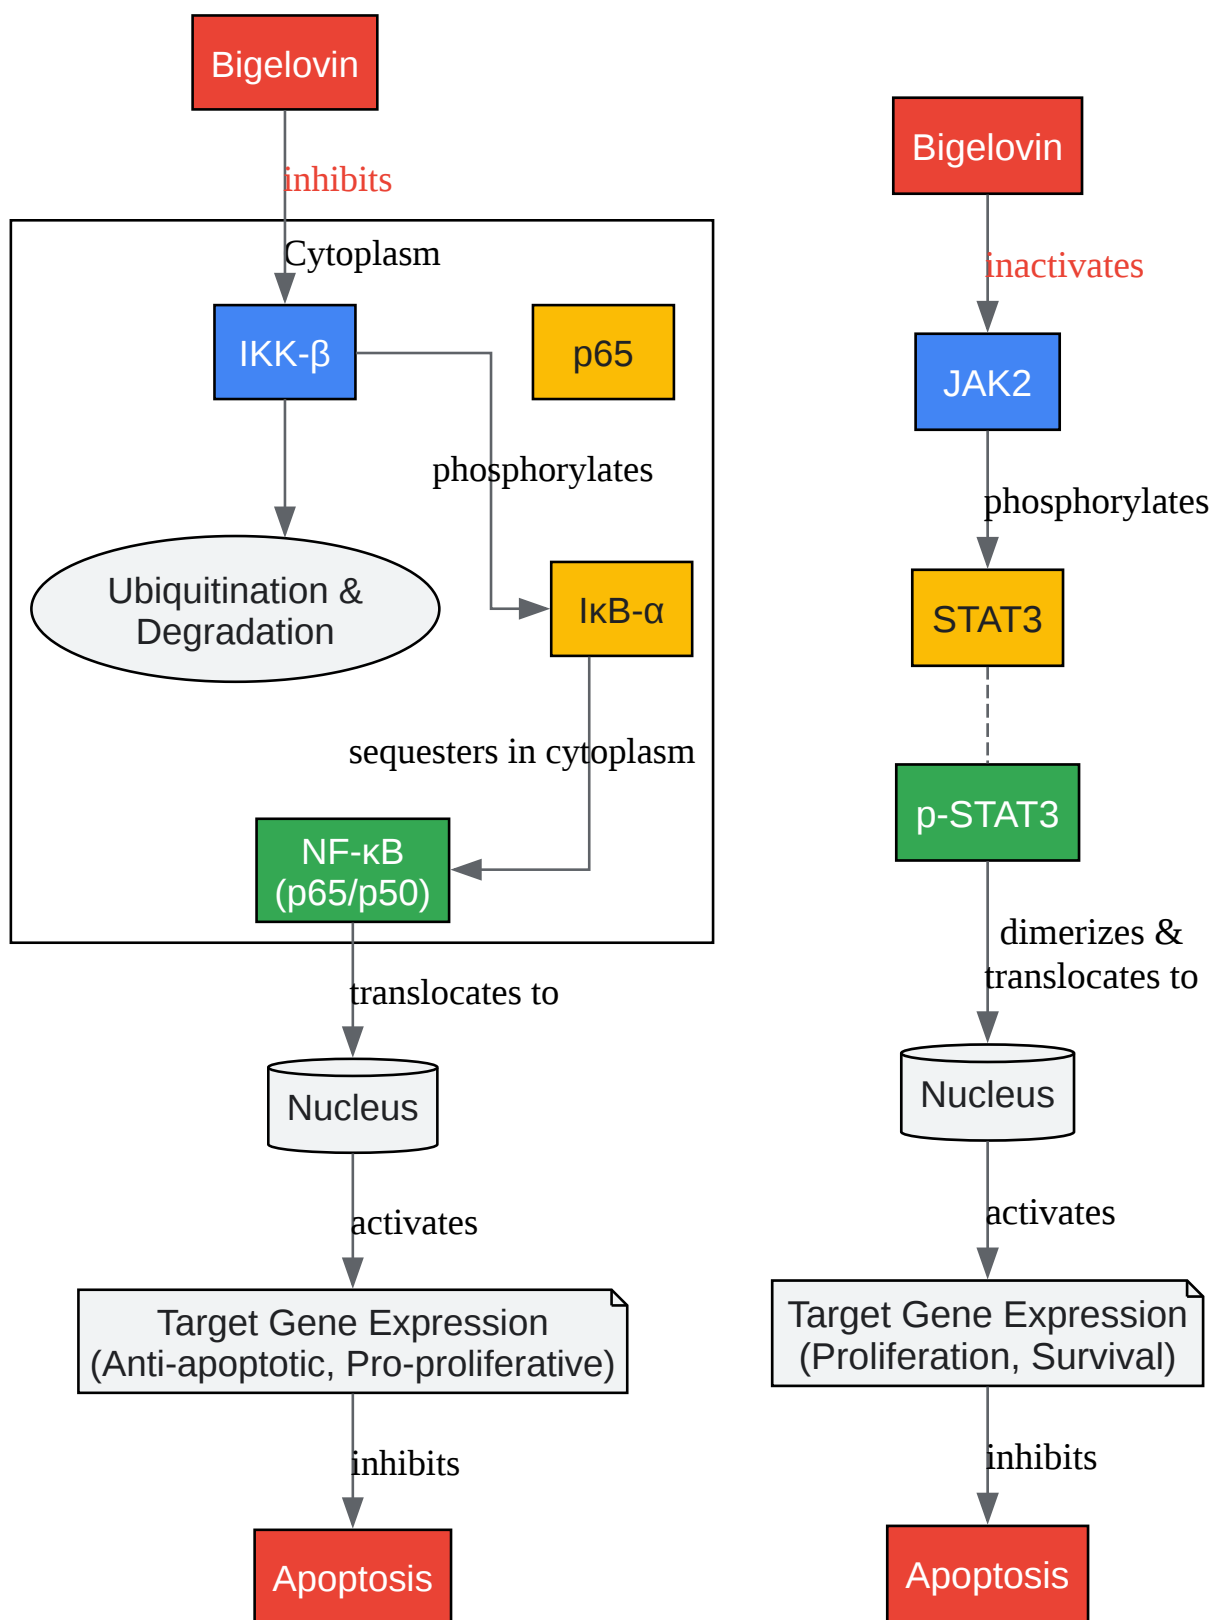 Bigelovin
inhibits
Cytoplasm
IKK-β
p65
phosphorylates
Ubiquitination &
Degradation
IκB-α
sequesters in cytoplasm
NF-κB
(p65/p50)
translocates to
Nucleus
activates
Target Gene Expression
(Anti-apoptotic, Pro-proliferative)
inhibits
Apoptosis
Bigelovin
inactivates
JAK2
phosphorylates
STAT3
p-STAT3
dimerizes &
translocates to
Nucleus
activates
Target Gene Expression
(Proliferation, Survival)
inhibits
Apoptosis